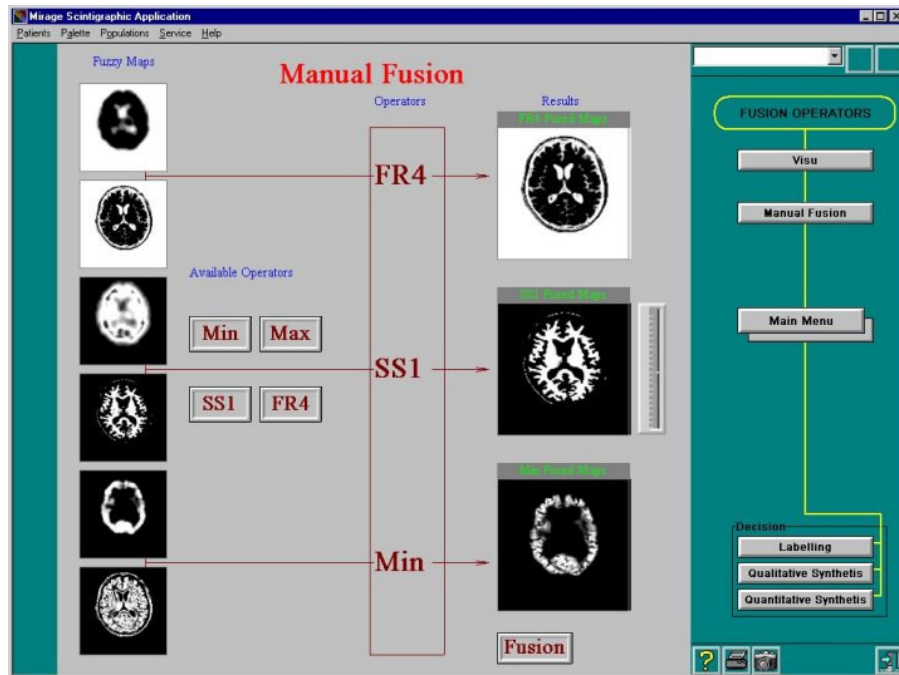 Mirage Scintigraphic Application
Patients Palette Populations Service Help
Fuzzy Maps
Manual Fusion
Operators
Results
FR4 Fused Maps
FR4
Available Operators
Min Max
SS1 FR4
SS1 Fused Maps
SS1
Min Fused Maps
Min
Fusion
FUSION OPERATORS
Visu
Manual Fusion
Main Menu
Decision
Labelling
Qualitative Synthetis
Quantitative Synthetis
?